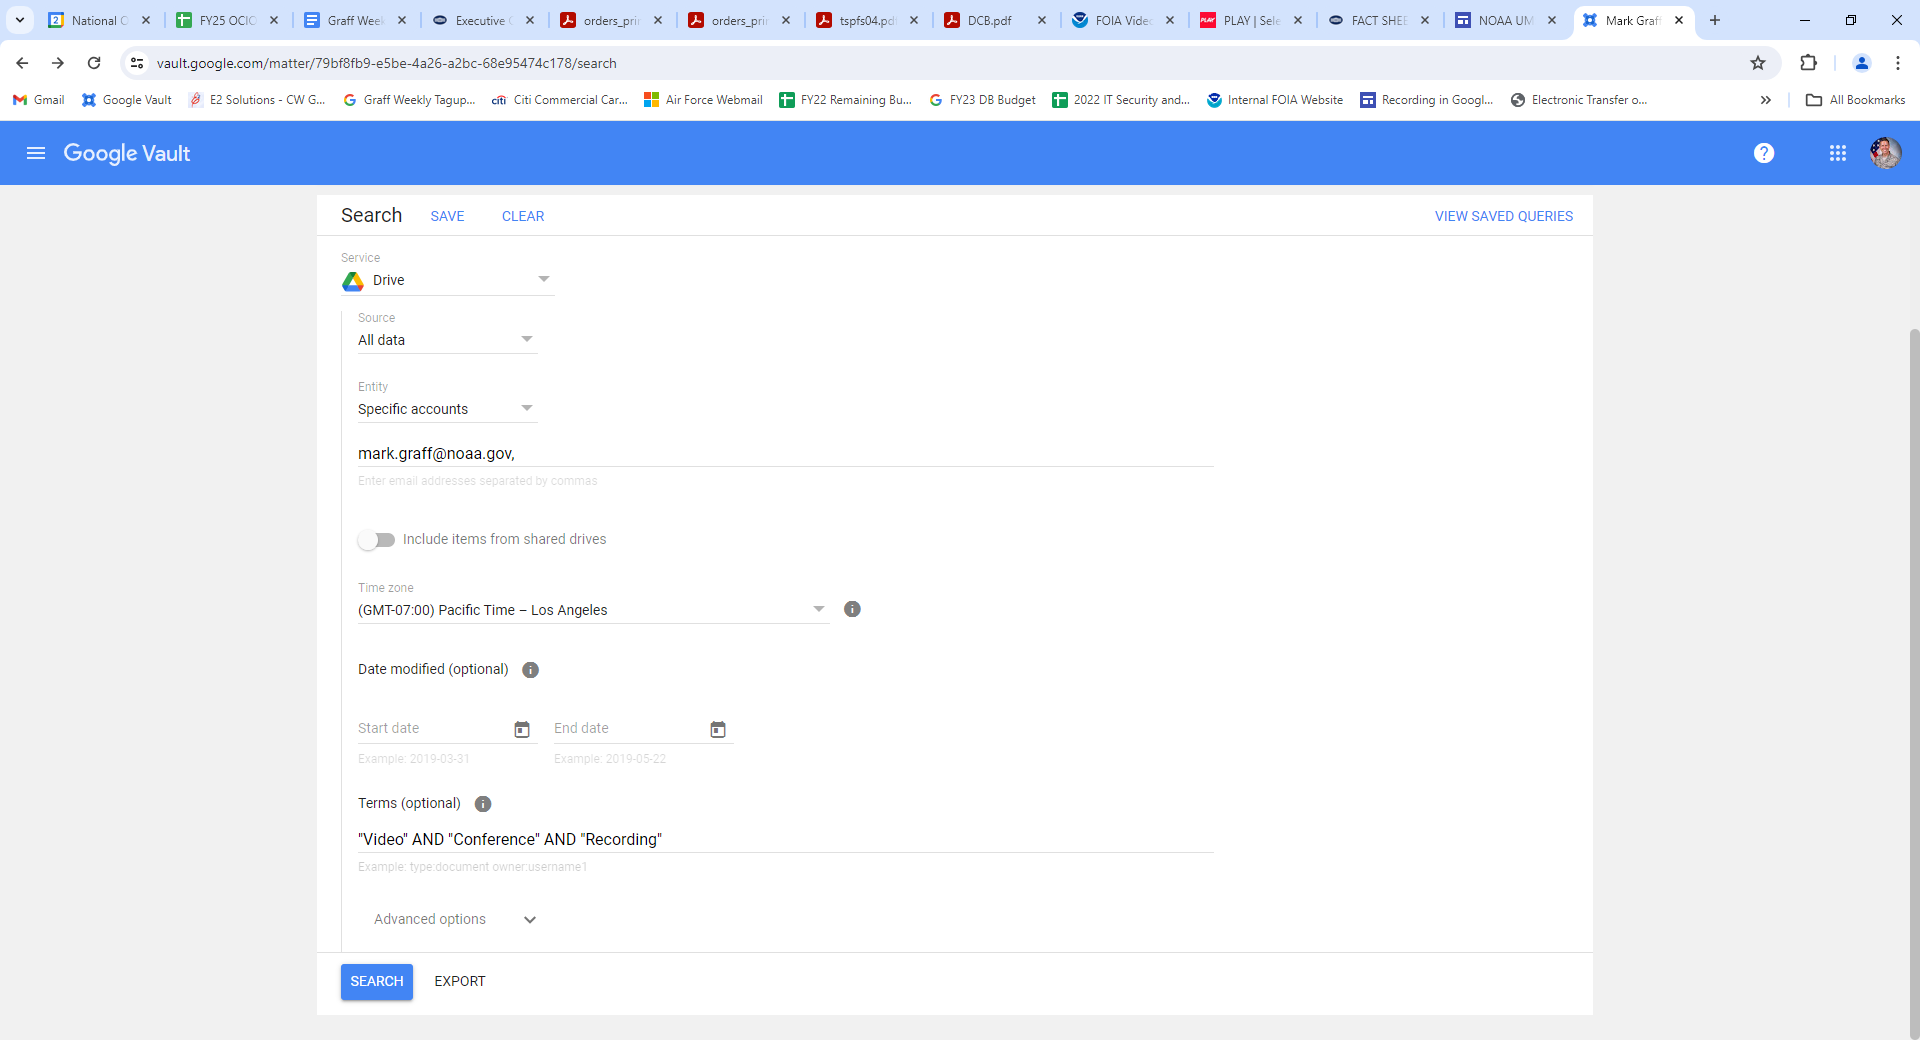 National O
FY25 OCIO
Graff Week
Executive
orders_prin
orders_prin
tspfs04.pdf
DCB.pdf
FOIA Video
PLAY | Sele
FACT SHEE
NOAA UM
Mark Graff
vault.google.com/matter/79bf8fb9-e5be-4a26-a2bc-68e95474c178/search
Gmail
Google Vault
E2 Solutions - CW G...
Graff Weekly Tagup...
Citi Commercial Car...
Air Force Webmail
FY22 Remaining Bu...
FY23 DB Budget
2022 IT Security and...
Internal FOIA Website
Recording in Googl...
Electronic Transfer o...
All Bookmarks
Google Vault
Search
SAVE
CLEAR
VIEW SAVED QUERIES
Service
Drive
Source
All data
Entity
Specific accounts
mark.graff@noaa.gov,
Enter email addresses separated by commas
Include items from shared drives
Time zone
(GMT-07:00) Pacific Time – Los Angeles
Date modified (optional)
Start date
End date
Example: 2019-03-31
Example: 2019-05-22
Terms (optional)
"Video" AND "Conference" AND "Recording"
Example: type:document owner:username1
Advanced options
SEARCH
EXPORT